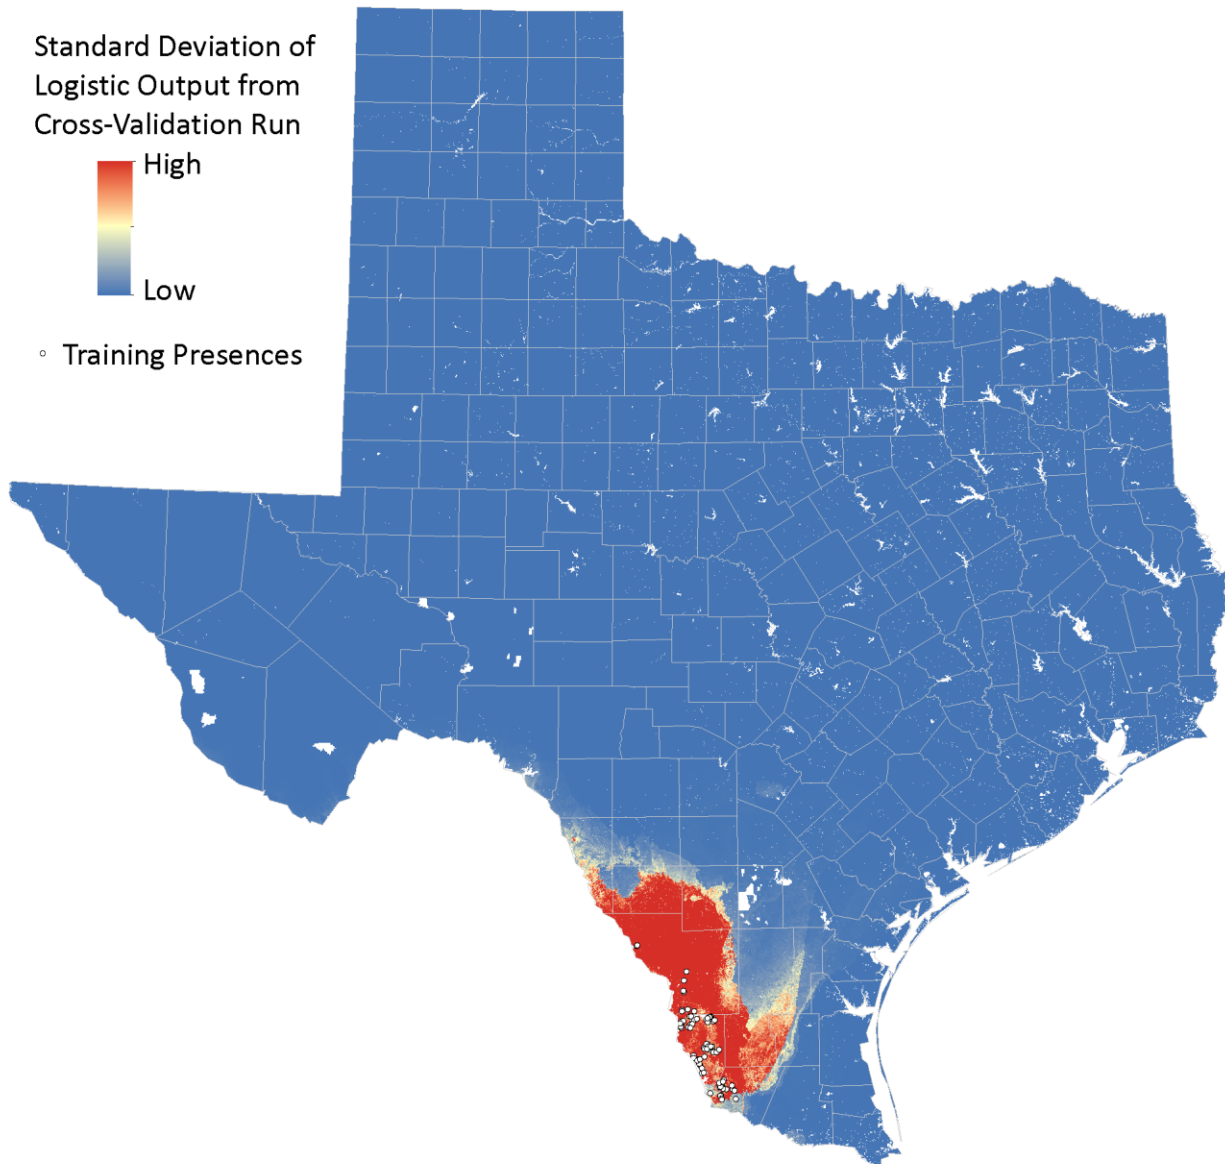 Standard Deviation of
Logistic Output from
Cross-Validation Run
High
Low
Training Presences